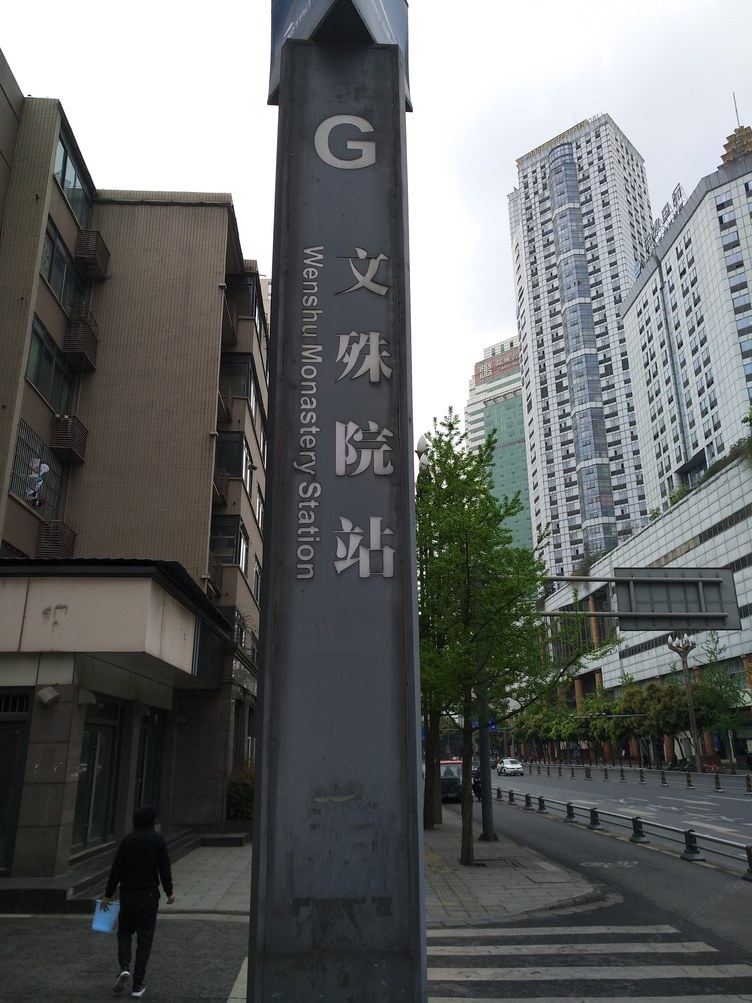 G
文殊院站
Wenshu Monastery Station